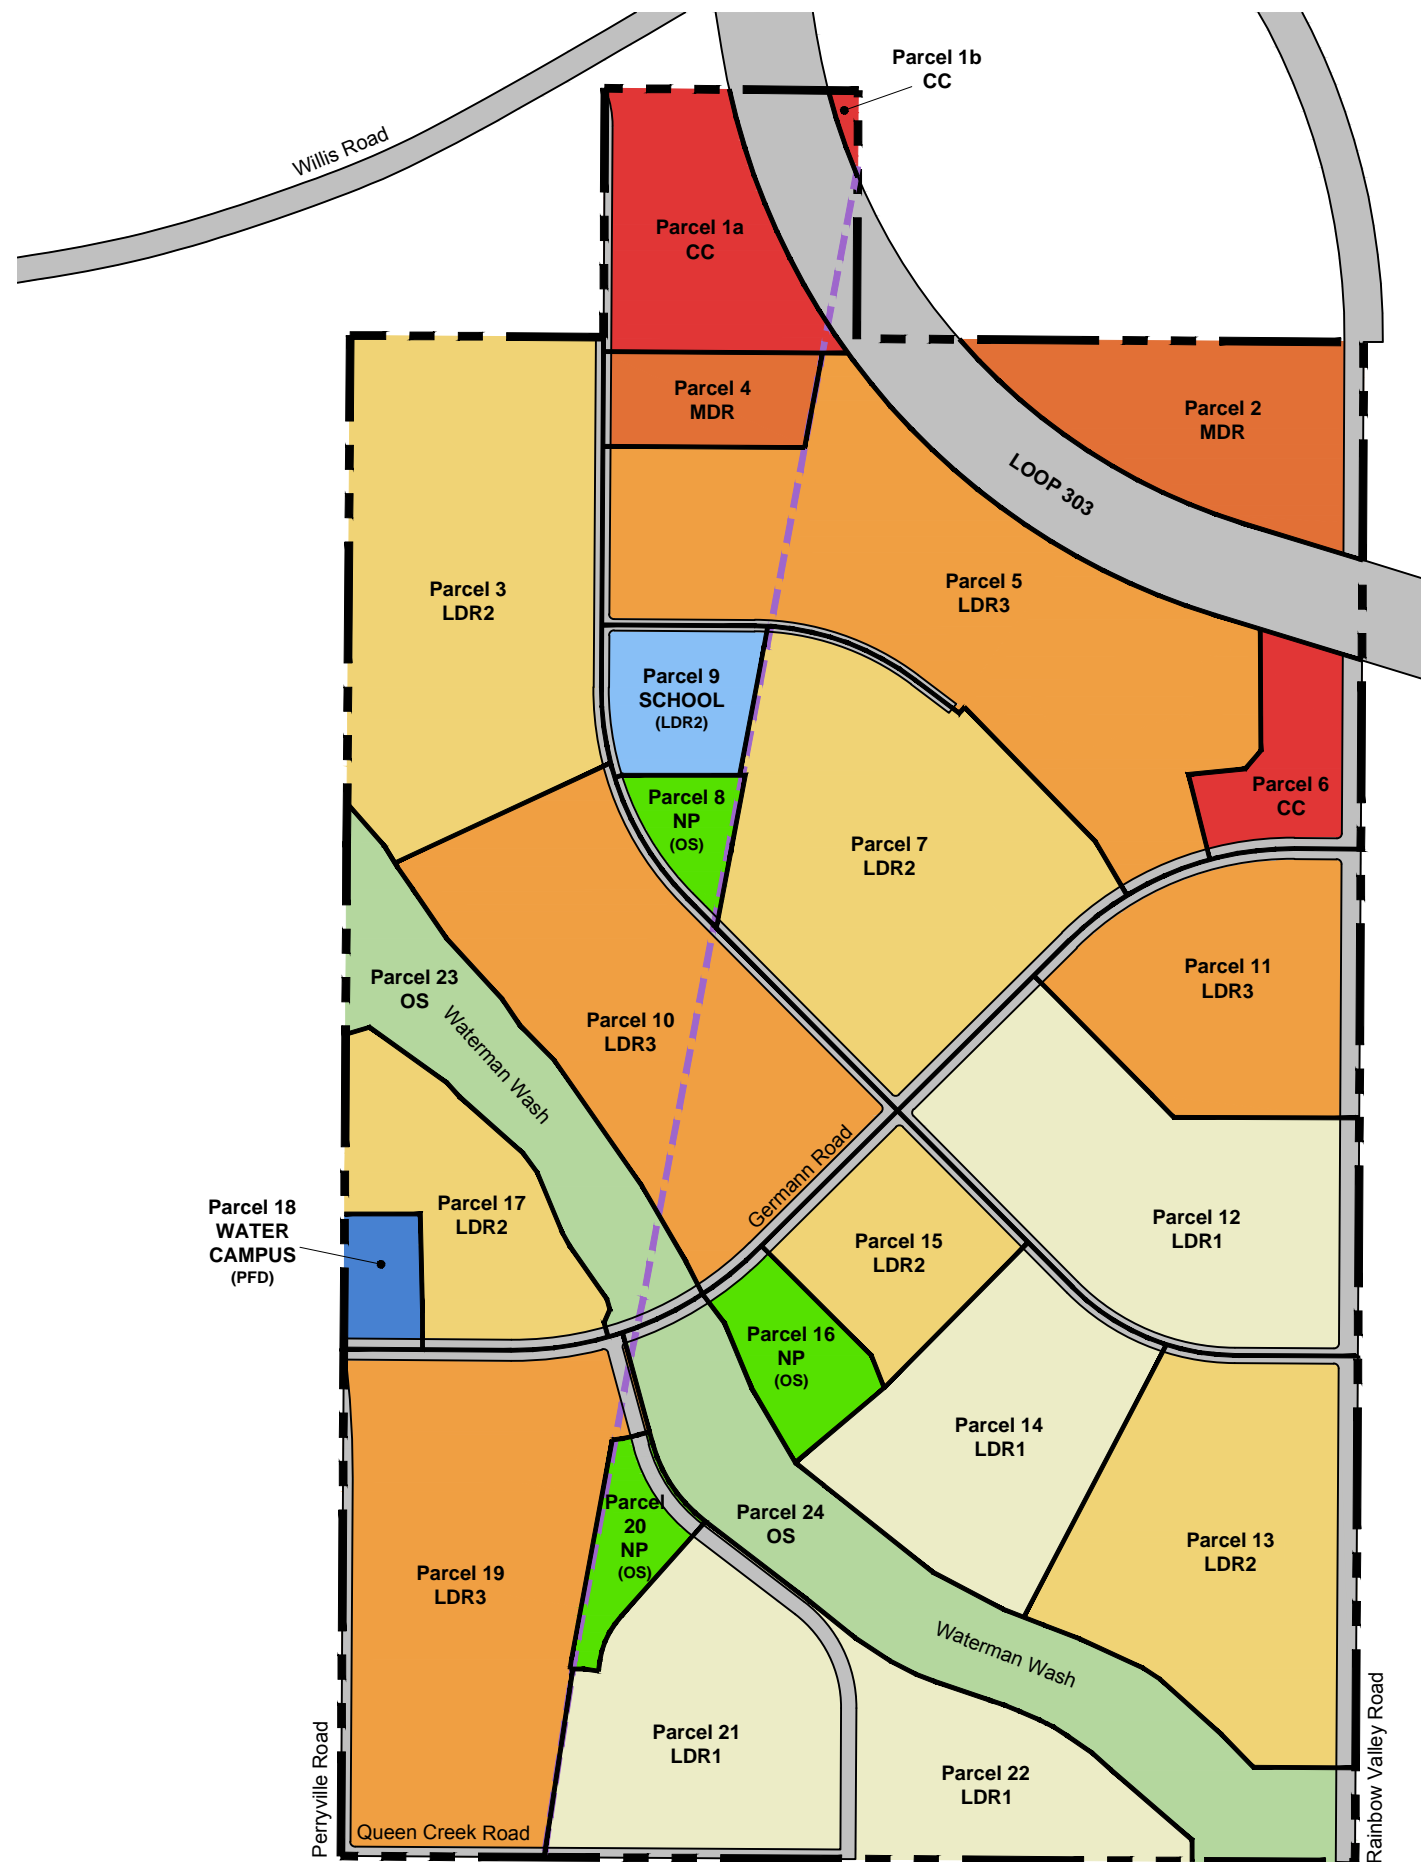 Parcel 1b
CC
Willis Road
Parcel 1a
CC
Parcel 4
MDR
Parcel 2
MDR
LOOP 303
Parcel 3
LDR2
Parcel 5
LDR3
Parcel 9
SCHOOL
(LDR2)
Parcel 6
CC
Parcel 8
NP
(OS)
Parcel 7
LDR2
Parcel 11
LDR3
Parcel 23
OS
Waterman Wash
Parcel 10
LDR3
Germann Road
Parcel 18
WATER
CAMPUS
(PFD)
Parcel 17
LDR2
Parcel 12
LDR1
Parcel 15
LDR2
Parcel 16
NP
(OS)
Parcel 14
LDR1
Parcel 20
NP
(OS)
Parcel 24
OS
Parcel 13
LDR2
Parcel 19
LDR3
Waterman Wash
Parcel 21
LDR1
Parcel 22
LDR1
Perryville Road
Queen Creek Road
Rainbow Valley Road